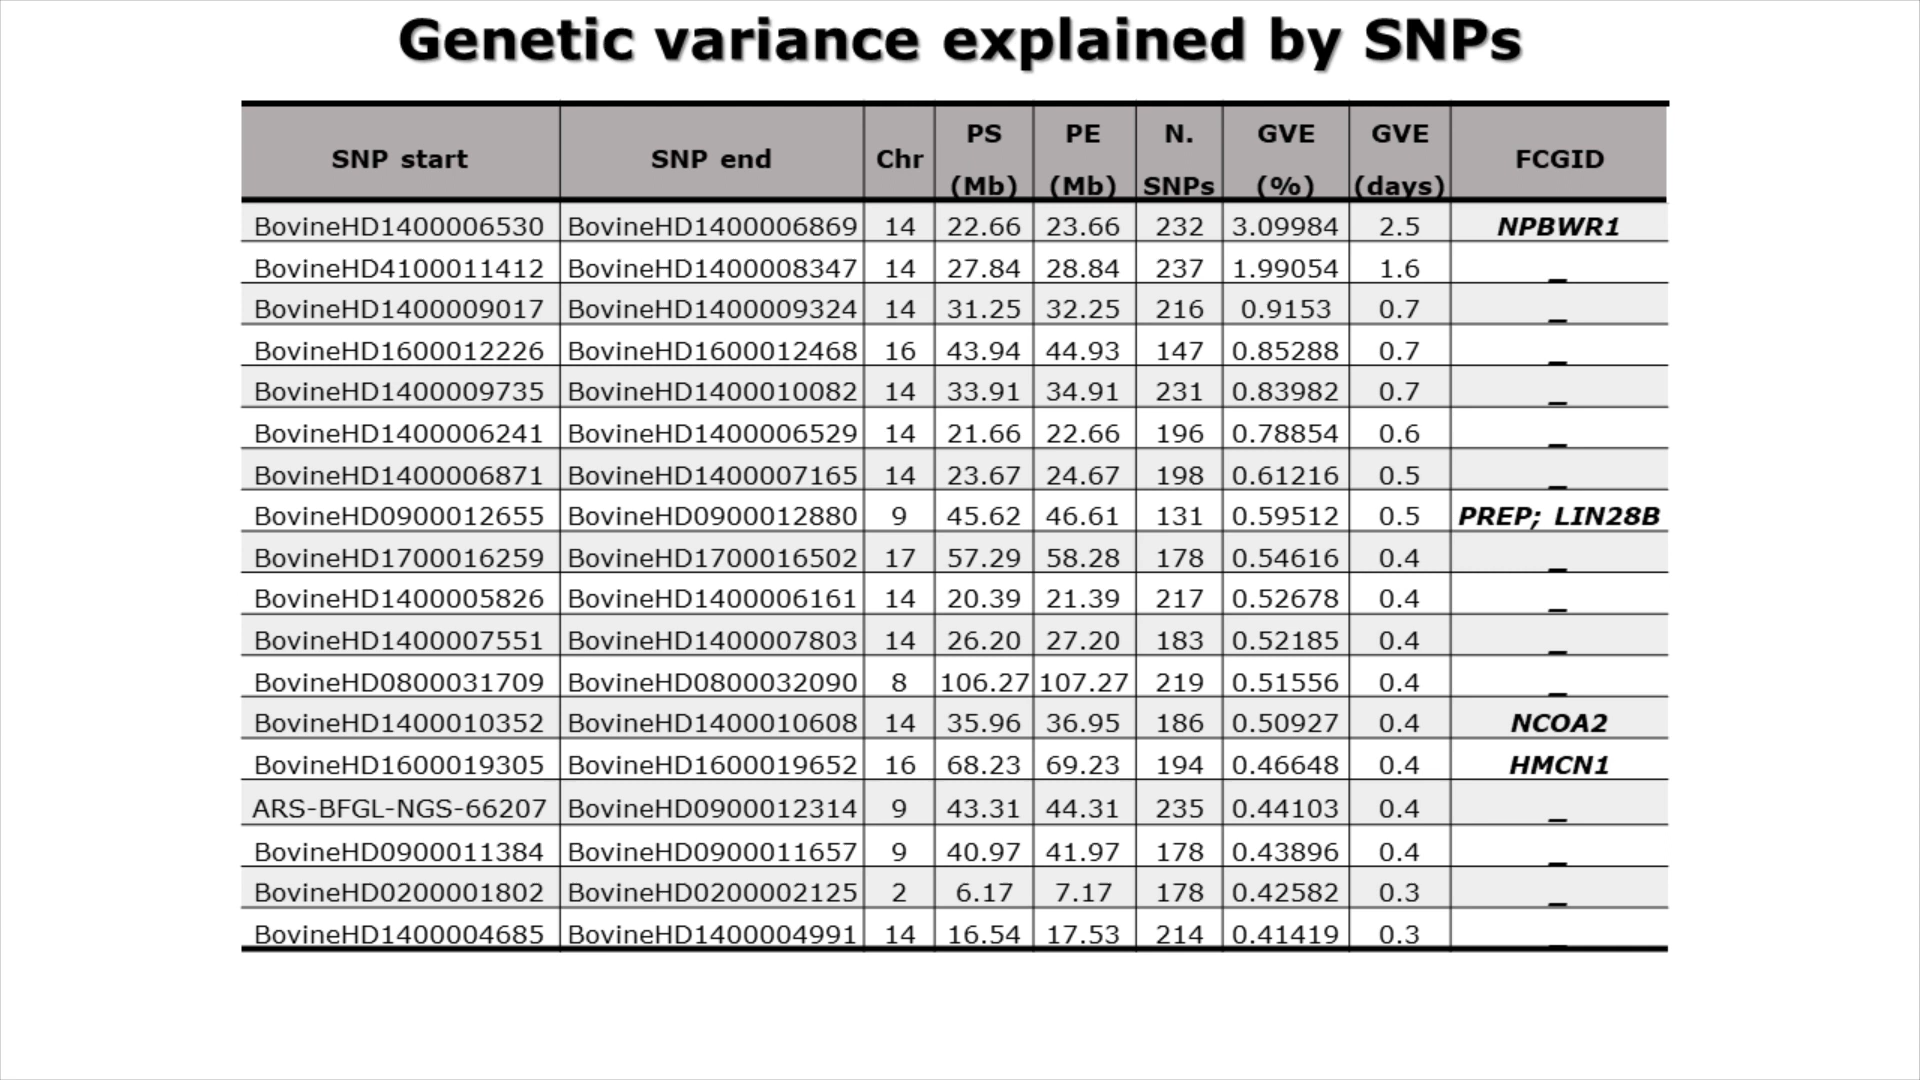 Genetic variance explained by SNPs
SNP start SNP end Chr PS (Mb) PE (Mb) N. SNPs GVE (%) GVE (days) FCGID
BovineHD1400006530 BovineHD1400006869 14 22.66 23.66 232 3.09984 2.5 NPBWR1
BovineHD4100011412 BovineHD1400008347 14 27.84 28.84 237 1.99054 1.6 _
BovineHD1400009017 BovineHD1400009324 14 31.25 32.25 216 0.9153 0.7 _
BovineHD1600012226 BovineHD1600012468 16 43.94 44.93 147 0.85288 0.7 _
BovineHD1400009735 BovineHD1400010082 14 33.91 34.91 231 0.83982 0.7 _
BovineHD1400006241 BovineHD1400006529 14 21.66 22.66 196 0.78854 0.6 _
BovineHD1400006871 BovineHD1400007165 14 23.67 24.67 198 0.61216 0.5 _
BovineHD0900012655 BovineHD0900012880 9 45.62 46.61 131 0.59512 0.5 PREP; LIN28B
BovineHD1700016259 BovineHD1700016502 17 57.29 58.28 178 0.54616 0.4 _
BovineHD1400005826 BovineHD1400006161 14 20.39 21.39 217 0.52678 0.4 _
BovineHD1400007551 BovineHD1400007803 14 26.20 27.20 183 0.52185 0.4 _
BovineHD0800031709 BovineHD0800032090 8 106.27 107.27 219 0.51556 0.4 _
BovineHD1400010352 BovineHD1400010608 14 35.96 36.95 186 0.50927 0.4 NCOA2
BovineHD1600019305 BovineHD1600019652 16 68.23 69.23 194 0.46648 0.4 HMCN1
ARS-BFGL-NGS-66207 BovineHD0900012314 9 43.31 44.31 235 0.44103 0.4 _
BovineHD0900011384 BovineHD0900011657 9 40.97 41.97 178 0.43896 0.4 _
BovineHD0200001802 BovineHD0200002125 2 6.17 7.17 178 0.42582 0.3 _
BovineHD1400004685 BovineHD1400004991 14 16.54 17.53 214 0.41419 0.3 _